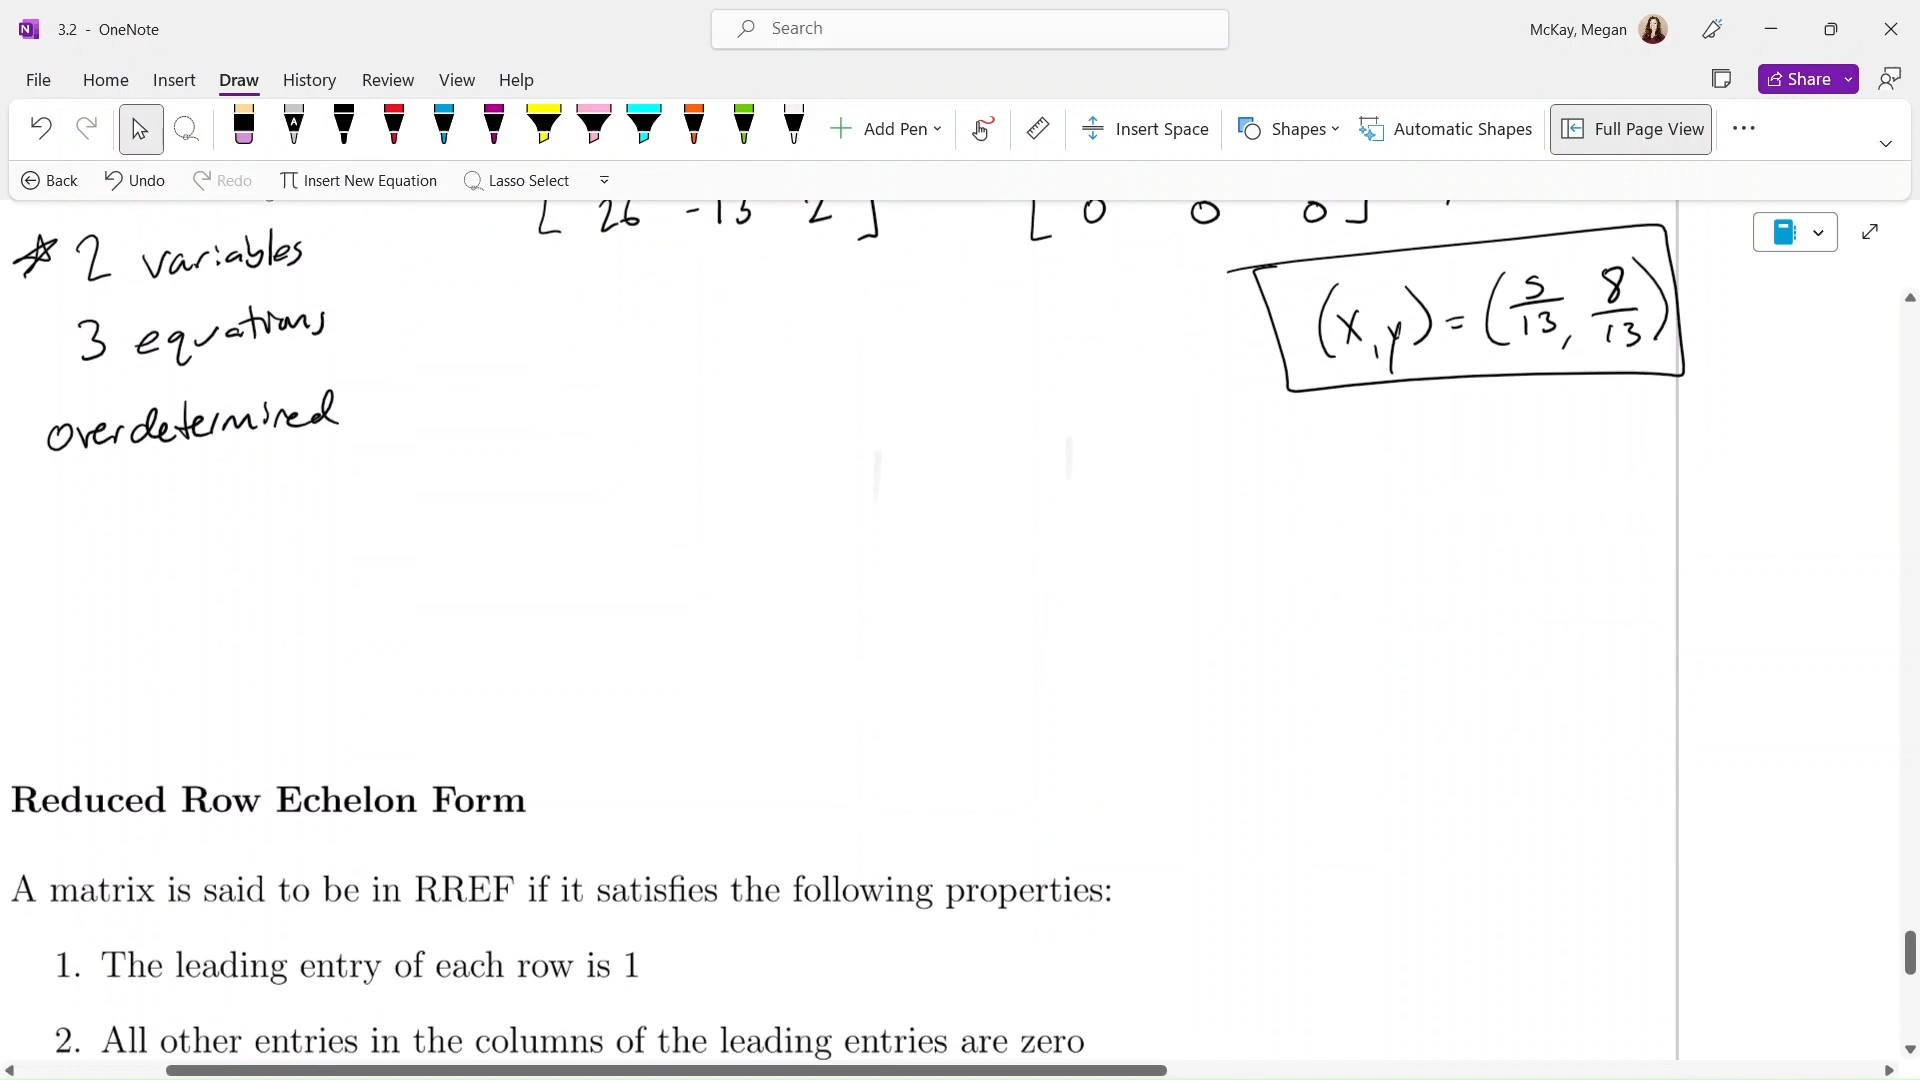 3.2 - OneNote
Search
McKay, Megan
File Home Insert Draw History Review View Help
Share
A
Add Pen
Insert Space
Shapes
Automatic Shapes
Full Page View
Back
Undo
Redo
Insert New Equation
Lasso Select
[ 26 -13 2 ] [ 0 0 0 ]
* 2 variables
3 equations
overdetermined
(x,y) = (5/13, 8/13)
Reduced Row Echelon Form
A matrix is said to be in RREF if it satisfies the following properties:
1. The leading entry of each row is 1
2. All other entries in the columns of the leading entries are zero